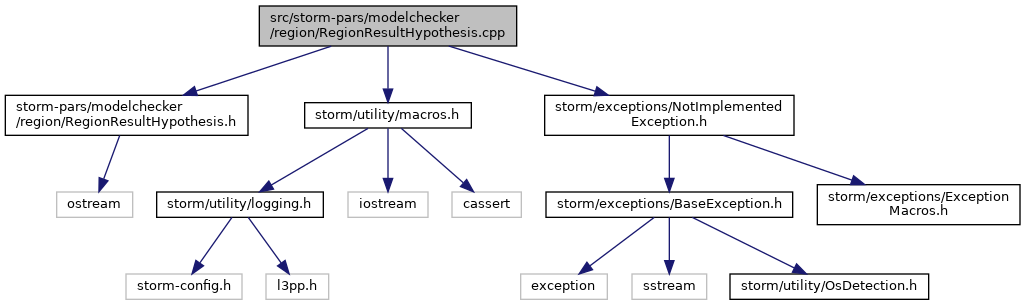 src/storm-pars/modelchecker
/region/RegionResultHypothesis.cpp
storm-pars/modelchecker
/region/RegionResultHypothesis.h
storm/utility/macros.h
storm/exceptions/NotImplemented
Exception.h
ostream
storm/utility/logging.h
iostream
cassert
storm/exceptions/BaseException.h
storm/exceptions/Exception
Macros.h
storm-config.h
l3pp.h
exception
sstream
storm/utility/OsDetection.h